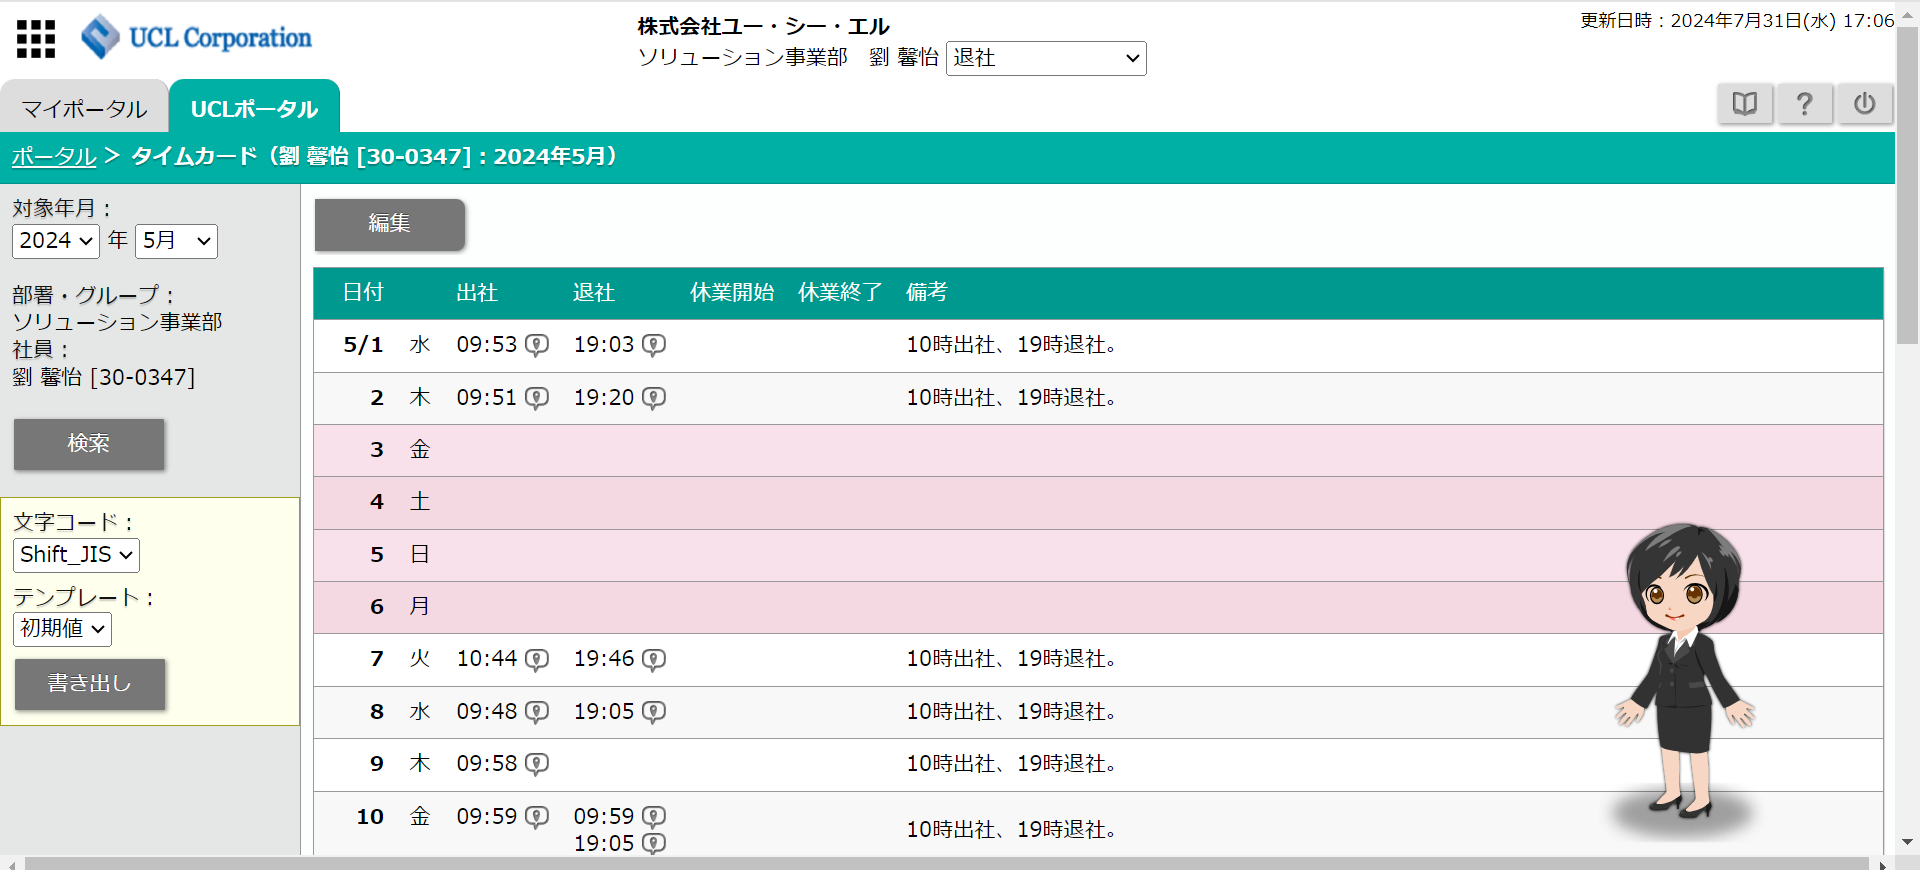 UCL Corporation
株式会社ユー・シー・エル
ソリューション事業部　劉 馨怡 退社
更新日時：2024年7月31日(水) 17:06
マイポータル
UCLポータル
?
ポータル > タイムカード（劉 馨怡 [30-0347]：2024年5月）
対象年月：
2024 年 5月
部署・グループ：
ソリューション事業部
社員：
劉 馨怡 [30-0347]
検索
文字コード：
Shift_JIS
テンプレート：
初期値
書き出し
編集
日付 出社 退社 休業開始 休業終了 備考
5/1 水 09:53 19:03 10時出社、19時退社。
2 木 09:51 19:20 10時出社、19時退社。
3 金
4 土
5 日
6 月
7 火 10:44 19:46 10時出社、19時退社。
8 水 09:48 19:05 10時出社、19時退社。
9 木 09:58 10時出社、19時退社。
10 金 09:59 09:59 10時出社、19時退社。
19:05